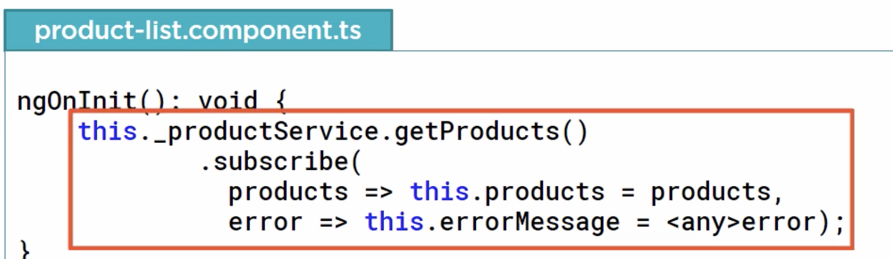 product-list.component.ts
ngOnInit(): void {
this._productService.getProducts()
.subscribe(
products => this.products = products,
error => this.errorMessage = <any>error);
}